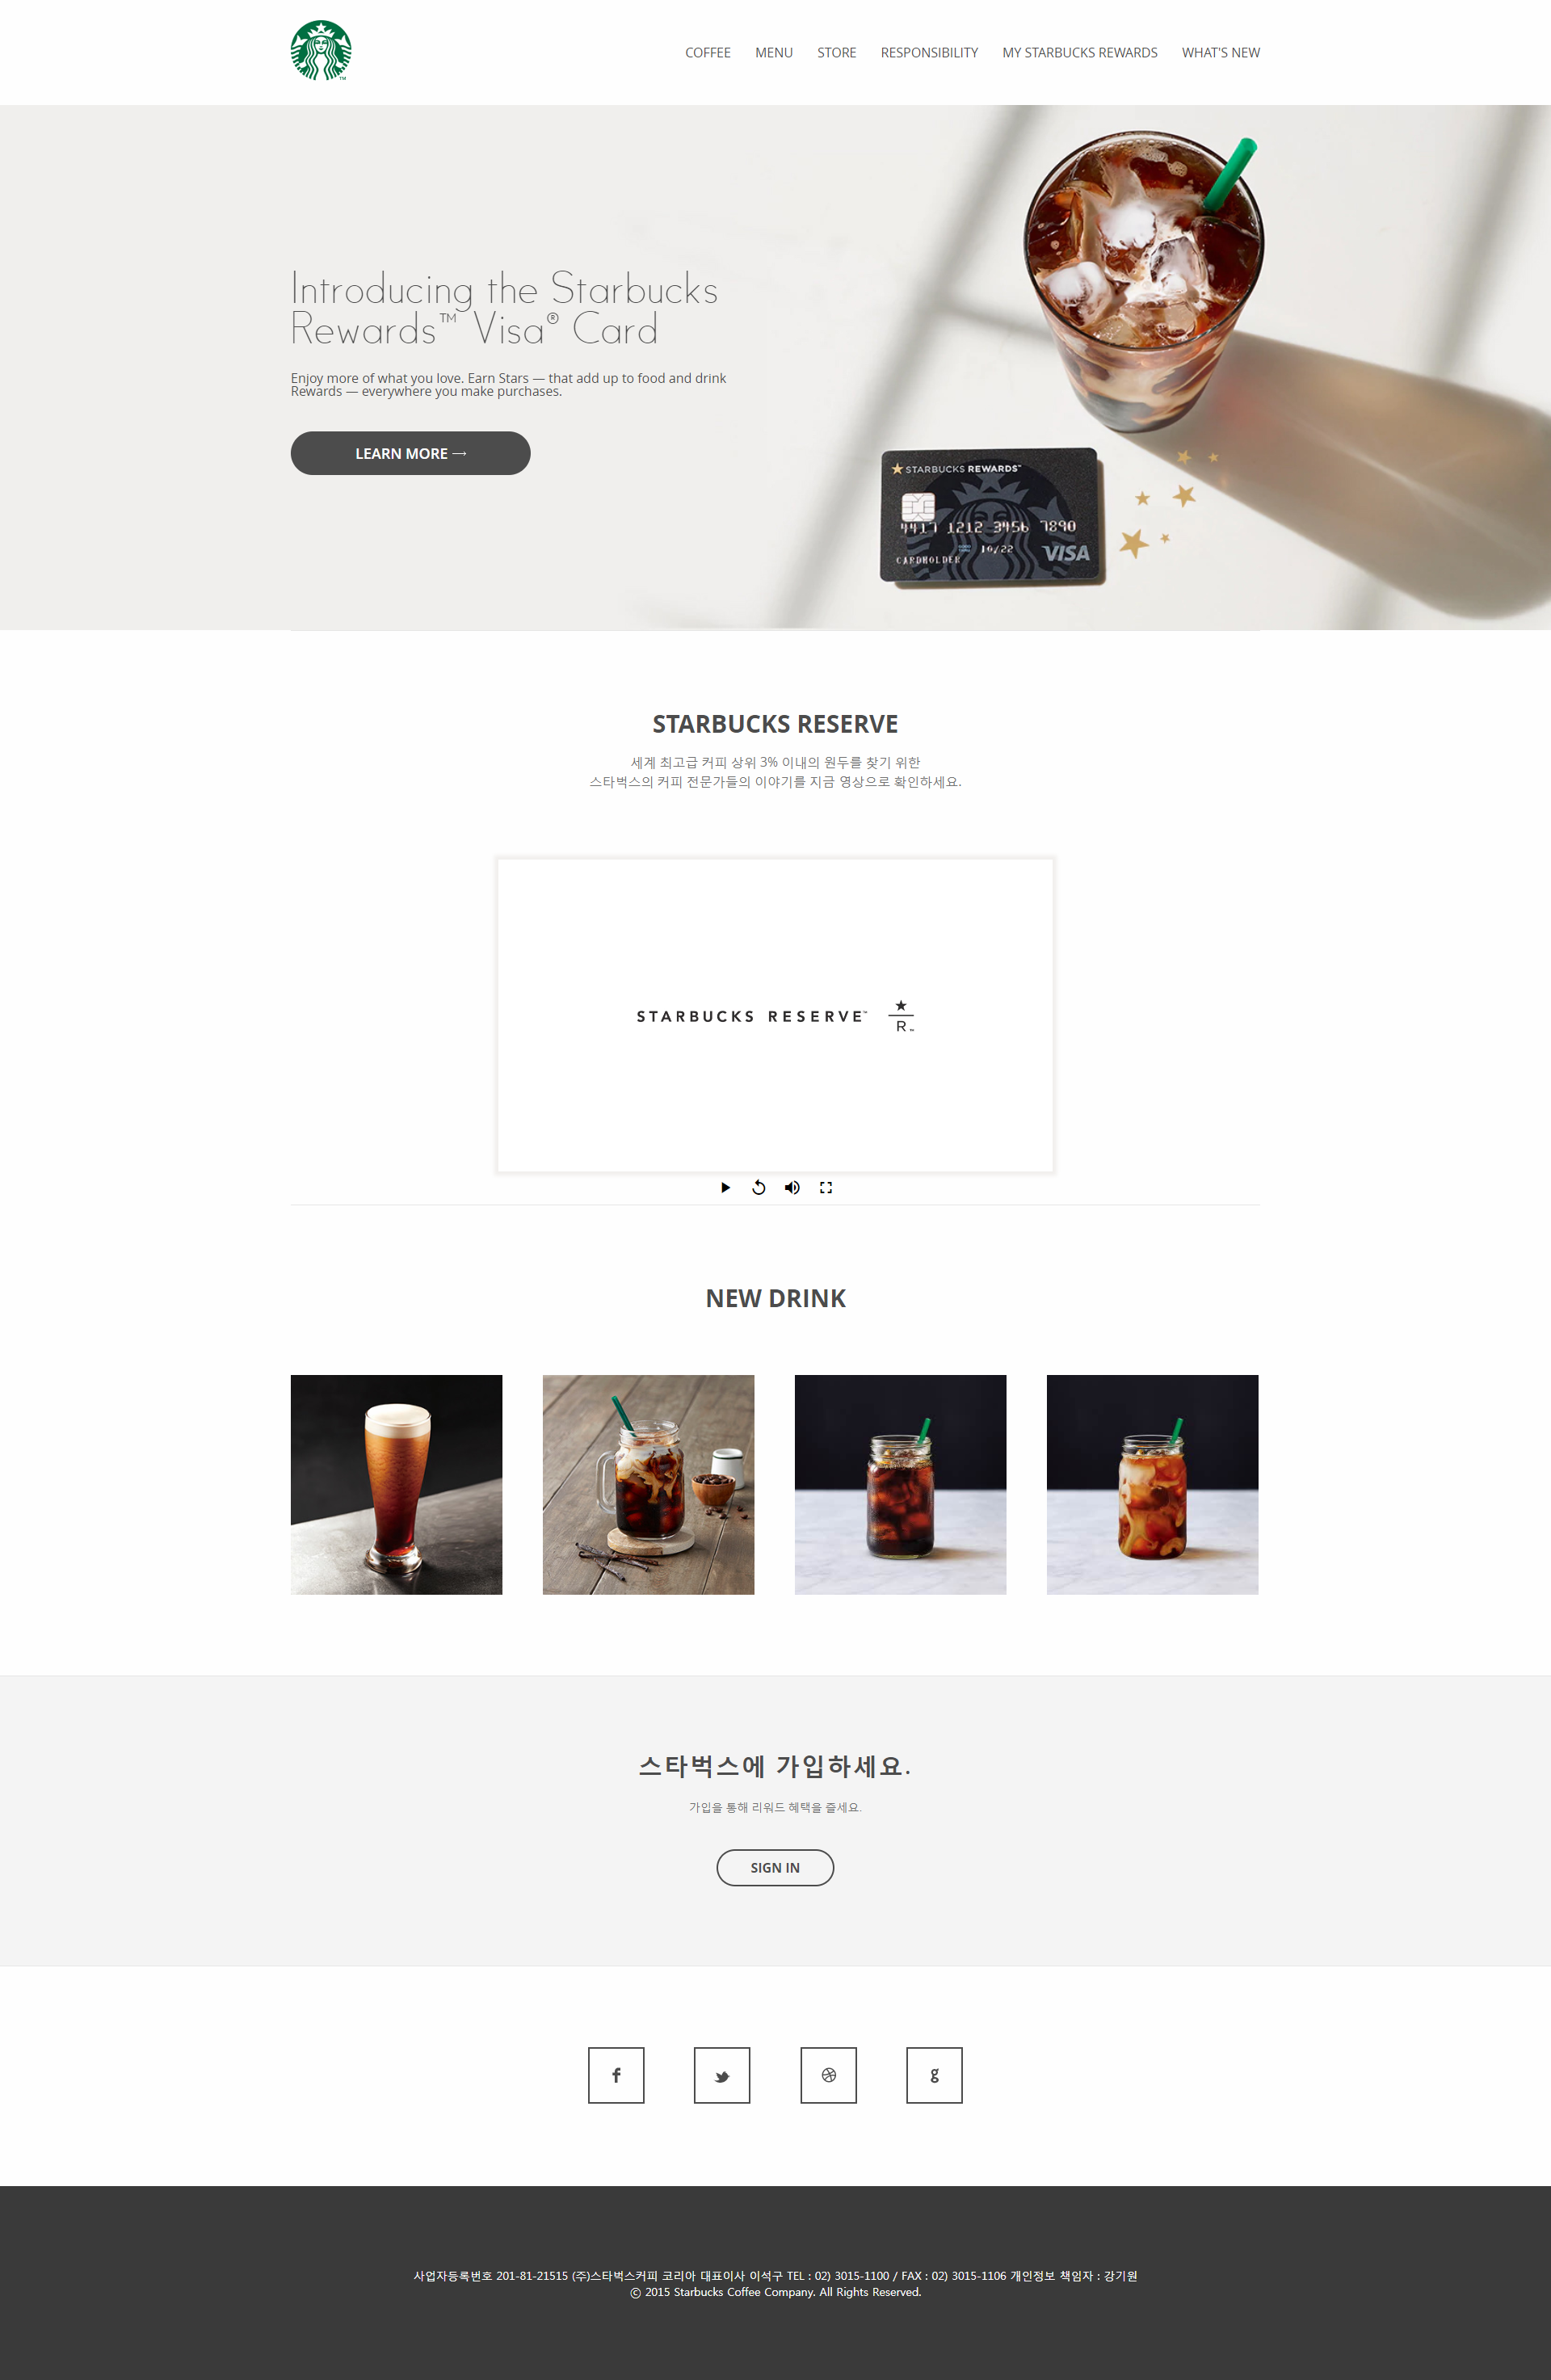 COFFEE MENU STORE RESPONSIBILITY MY STARBUCKS REWARDS WHAT'S NEW
Introducing the Starbucks
Rewards™ Visa® Card
Enjoy more of what you love. Earn Stars — that add up to food and drink
Rewards — everywhere you make purchases.
LEARN MORE →
STARBUCKS REWARDS™
4417 1212 3456 7890
10/22
CARDHOLDER
VISA
STARBUCKS RESERVE
세계 최고급 커피 상위 3% 이내의 원두를 찾기 위한
스타벅스의 커피 전문가들의 이야기를 지금 영상으로 확인하세요.
STARBUCKS RESERVE™ ★ R™
NEW DRINK
스타벅스에 가입하세요.
가입을 통해 리워드 혜택을 즐세요.
SIGN IN
f
g
사업자등록번호 201-81-21515 (주)스타벅스커피 코리아 대표이사 이석구 TEL : 02) 3015-1100 / FAX : 02) 3015-1106 개인정보 책임자 : 강기원
ⓒ 2015 Starbucks Coffee Company. All Rights Reserved.